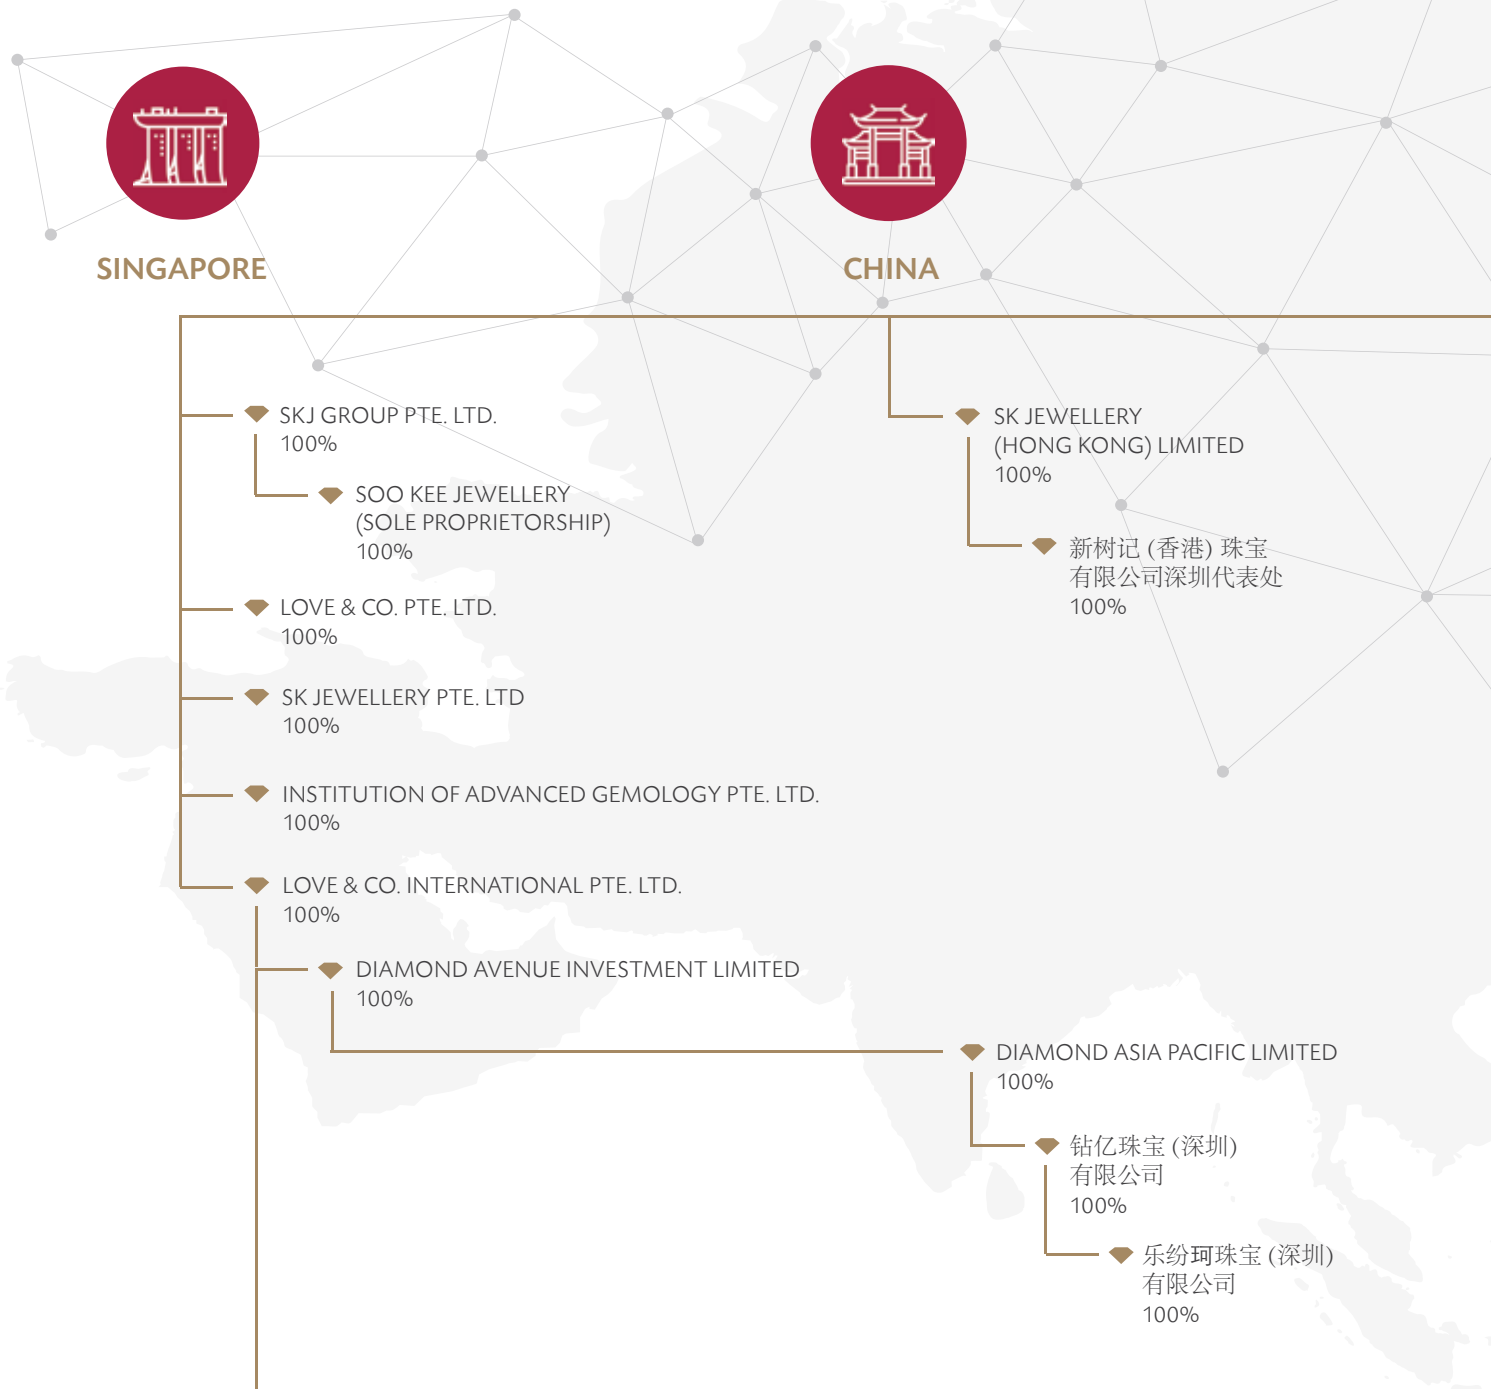 SINGAPORE
CHINA
SKJ GROUP PTE. LTD.
100%
SOO KEE JEWELLERY
(SOLE PROPRIETORSHIP)
100%
LOVE & CO. PTE. LTD.
100%
SK JEWELLERY PTE. LTD
100%
INSTITUTION OF ADVANCED GEMOLOGY PTE. LTD.
100%
LOVE & CO. INTERNATIONAL PTE. LTD.
100%
DIAMOND AVENUE INVESTMENT LIMITED
100%
SK JEWELLERY
(HONG KONG) LIMITED
100%
新树记 (香港) 珠宝
有限公司深圳代表处
100%
DIAMOND ASIA PACIFIC LIMITED
100%
钻亿珠宝 (深圳)
有限公司
100%
乐纷珂珠宝 (深圳)
有限公司
100%